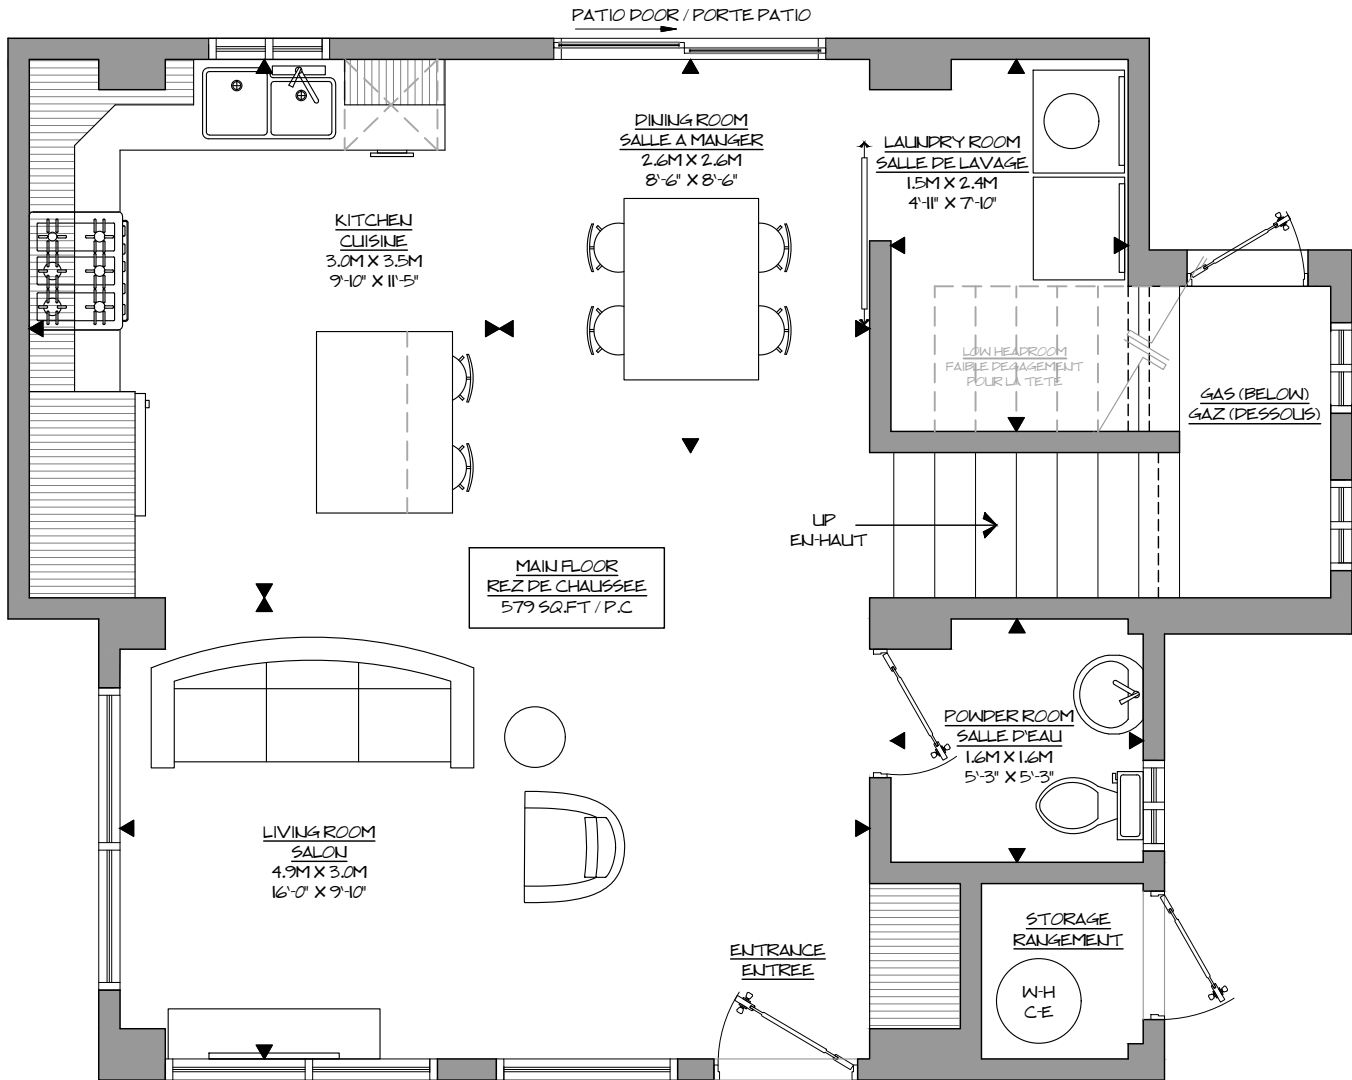 PATIO DOOR / PORTE PATIO
DINING ROOM
SALLE A MANGER
2.6M X 2.6M
8'-6" X 8'-6"
LAUNDRY ROOM
SALLE DE LAVAGE
1.5M X 2.4M
4'-11" X 7'-10"
KITCHEN
CUISINE
3.0M X 3.5M
9'-10" X 11'-5"
LOW HEADROOM
FAIBLE DEGAGEMENT
POUR LA TETE
GAS (BELOW)
GAZ (DESSOUS)
UP
EN-HAUT
MAIN FLOOR
REZ DE CHAUSSEE
579 SQ.FT / P.C
POWDER ROOM
SALLE D'EAU
1.6M X 1.6M
5'-3" X 5'-3"
LIVING ROOM
SALON
4.9M X 3.0M
16'-0" X 9'-10"
ENTRANCE
ENTREE
STORAGE
RANGEMENT
W-H
C-E